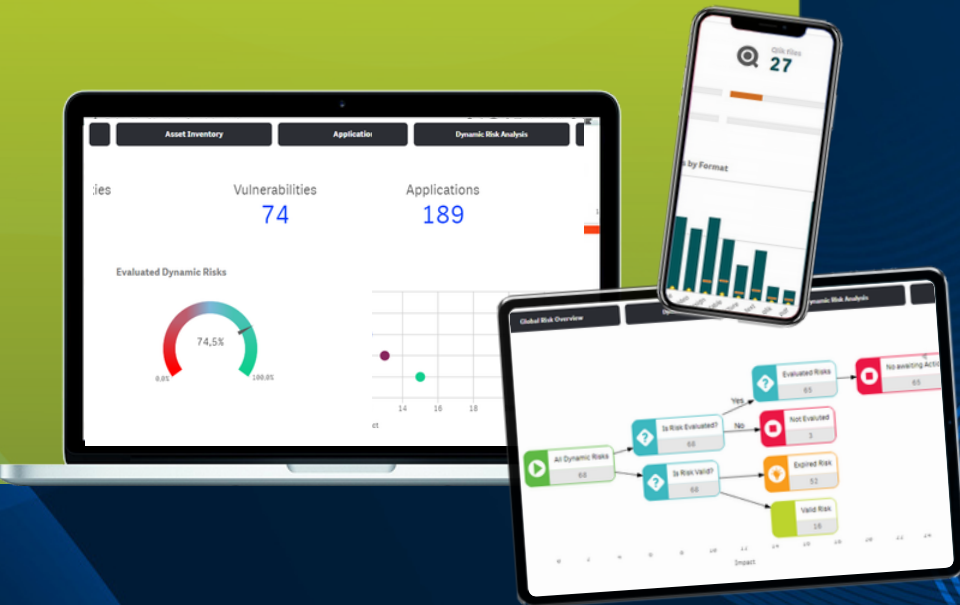 Asset Inventory
Applicatio
Dynamic Risk Analysis
ties
Vulnerabilities
74
Applications
189
Evaluated Dynamic Risks
74,5%
0,0%
100,0%
14
16
18
ct
Qlik files
27
s by Format
Global Risk Overview
ynamic Risk Analysis
All Dynamic Risks
68
Is Risk Evaluated?
68
Is Risk Valid?
68
Yes
No
Evaluated Risks
65
Not Evaluted
3
Expired Risk
52
Valid Risk
16
No awaiting Actio
65
Impact